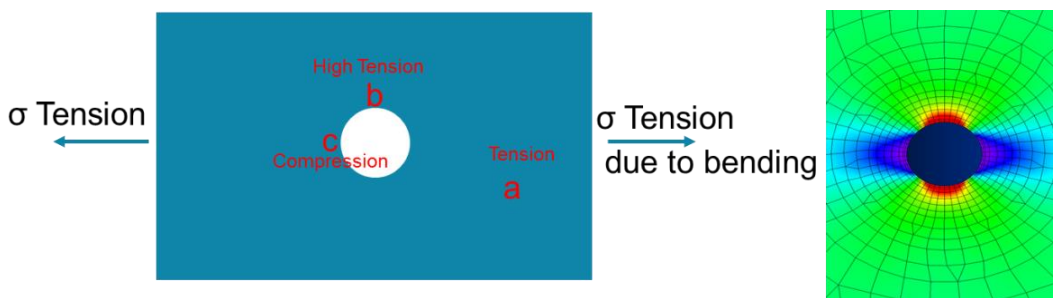 High Tension
b
σ Tension
c
Compression
Tension
a
σ Tension
due to bending